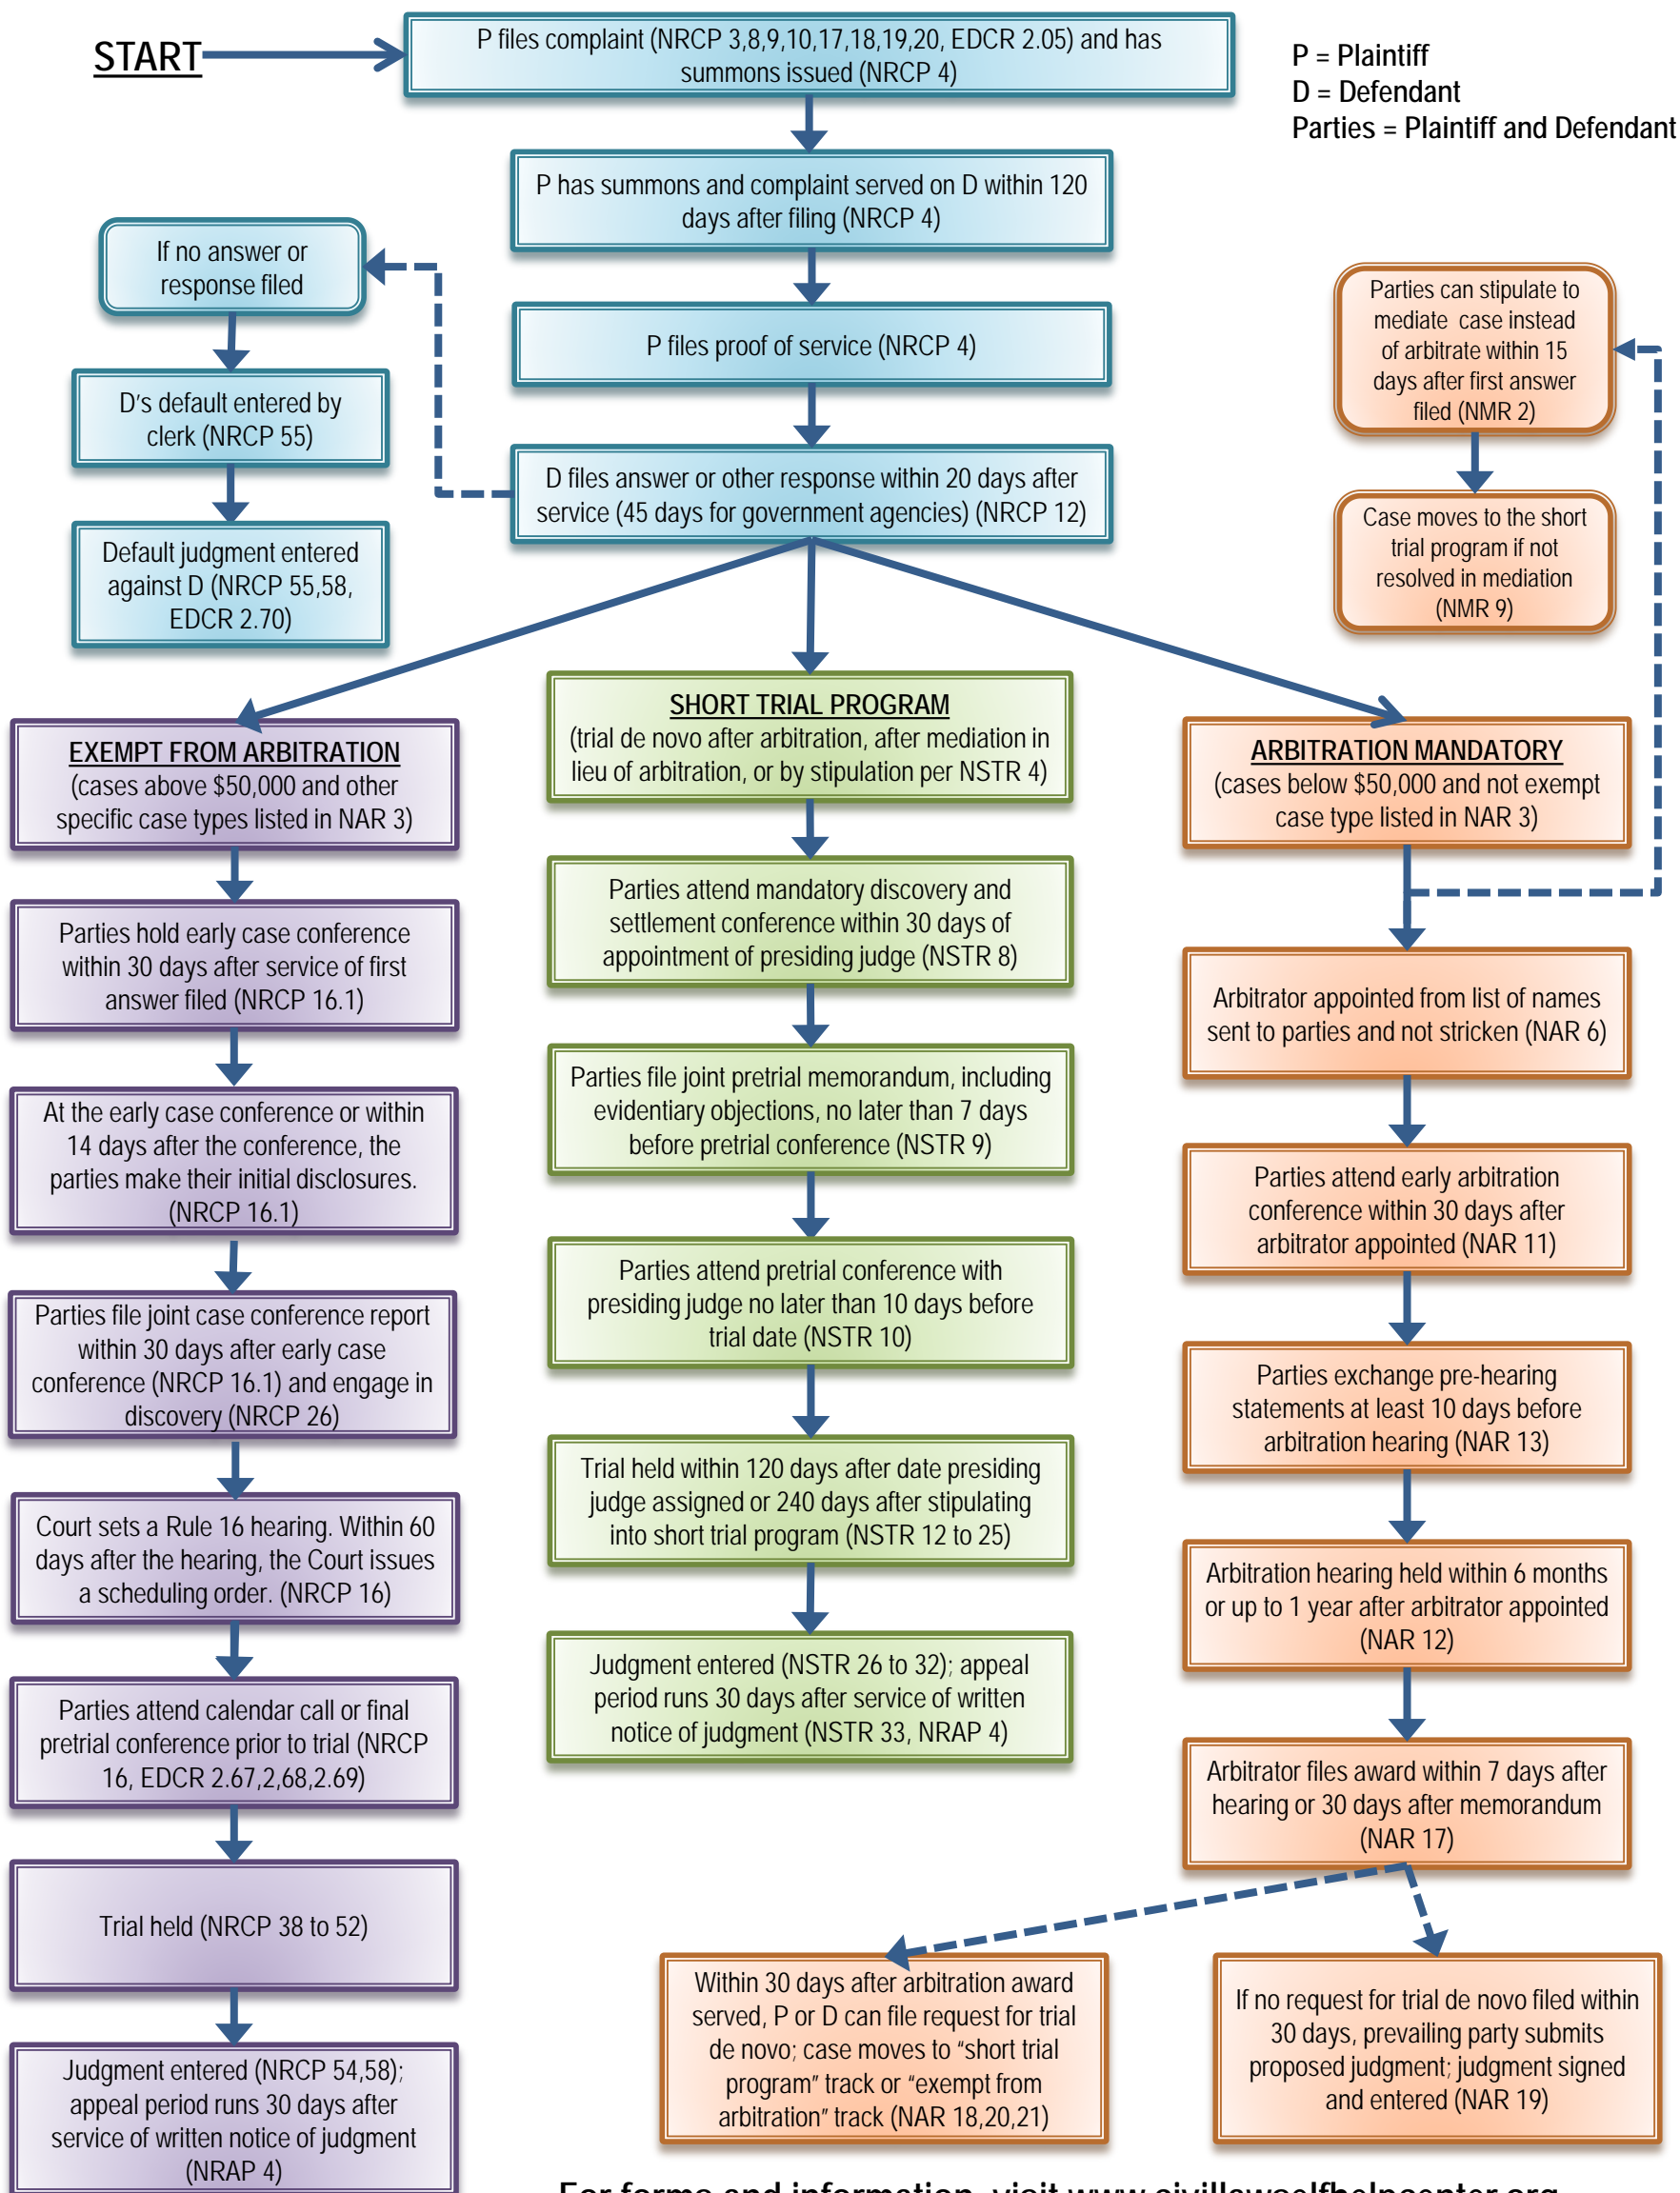 START
P files complaint (NRCP 3,8,9,10,17,18,19,20, EDCR 2.05) and has
summons issued (NRCP 4)
P = Plaintiff
D = Defendant
Parties = Plaintiff and Defendant
P has summons and complaint served on D within 120
days after filing (NRCP 4)
If no answer or
response filed
P files proof of service (NRCP 4)
Parties can stipulate to
mediate case instead
of arbitrate within 15
days after first answer
filed (NMR 2)
D's default entered by
clerk (NRCP 55)
D files answer or other response within 20 days after
service (45 days for government agencies) (NRCP 12)
Default judgment entered
against D (NRCP 55,58,
EDCR 2.70)
Case moves to the short
trial program if not
resolved in mediation
(NMR 9)
EXEMPT FROM ARBITRATION
(cases above $50,000 and other
specific case types listed in NAR 3)
Parties hold early case conference
within 30 days after service of first
answer filed (NRCP 16.1)
At the early case conference or within
14 days after the conference, the
parties make their initial disclosures.
(NRCP 16.1)
Parties file joint case conference report
within 30 days after early case
conference (NRCP 16.1) and engage in
discovery (NRCP 26)
Court sets a Rule 16 hearing. Within 60
days after the hearing, the Court issues
a scheduling order. (NRCP 16)
Parties attend calendar call or final
pretrial conference prior to trial (NRCP
16, EDCR 2.67,2,68,2.69)
Trial held (NRCP 38 to 52)
Judgment entered (NRCP 54,58);
appeal period runs 30 days after
service of written notice of judgment
(NRAP 4)
SHORT TRIAL PROGRAM
(trial de novo after arbitration, after mediation in
lieu of arbitration, or by stipulation per NSTR 4)
Parties attend mandatory discovery and
settlement conference within 30 days of
appointment of presiding judge (NSTR 8)
Parties file joint pretrial memorandum, including
evidentiary objections, no later than 7 days
before pretrial conference (NSTR 9)
Parties attend pretrial conference with
presiding judge no later than 10 days before
trial date (NSTR 10)
Trial held within 120 days after date presiding
judge assigned or 240 days after stipulating
into short trial program (NSTR 12 to 25)
Judgment entered (NSTR 26 to 32); appeal
period runs 30 days after service of written
notice of judgment (NSTR 33, NRAP 4)
ARBITRATION MANDATORY
(cases below $50,000 and not exempt
case type listed in NAR 3)
Arbitrator appointed from list of names
sent to parties and not stricken (NAR 6)
Parties attend early arbitration
conference within 30 days after
arbitrator appointed (NAR 11)
Parties exchange pre-hearing
statements at least 10 days before
arbitration hearing (NAR 13)
Arbitration hearing held within 6 months
or up to 1 year after arbitrator appointed
(NAR 12)
Arbitrator files award within 7 days after
hearing or 30 days after memorandum
(NAR 17)
Within 30 days after arbitration award
served, P or D can file request for trial
de novo; case moves to "short trial
program" track or "exempt from
arbitration" track (NAR 18,20,21)
If no request for trial de novo filed within
30 days, prevailing party submits
proposed judgment; judgment signed
and entered (NAR 19)
For forms and information, visit www.civillawselfhelpcenter.org